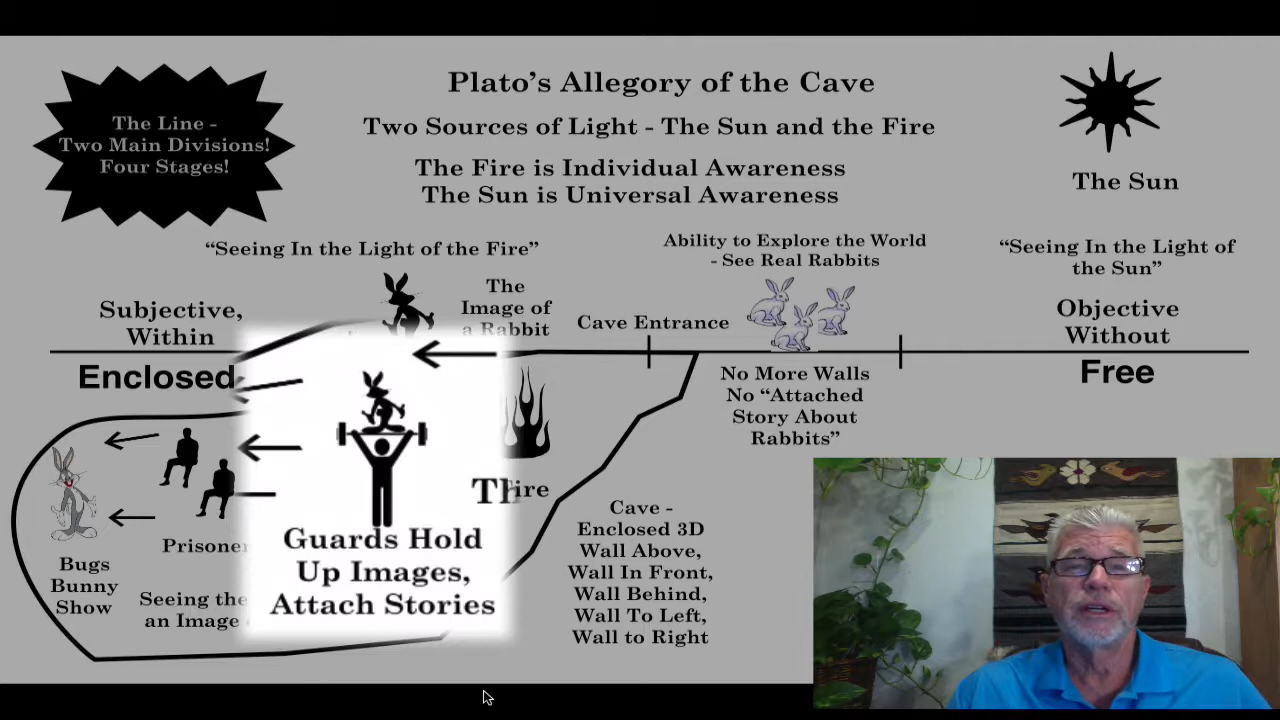 Plato's Allegory of the Cave
Two Sources of Light - The Sun and the Fire
The Fire is Individual Awareness
The Sun is Universal Awareness
The Line -
Two Main Divisions!
Four Stages!
The Sun
"Seeing In the Light of the Fire"
Ability to Explore the World
- See Real Rabbits
"Seeing In the Light of
the Sun"
Subjective,
Within
The
Image of
a Rabbit
Cave Entrance
Objective
Without
Enclosed
No More Walls
No "Attached
Story About
Rabbits"
Free
Bugs
Bunny
Show
Seeing the
an Image
Guards Hold
Up Images,
Attach Stories
Fire
Cave -
Enclosed 3D
Wall Above,
Wall In Front,
Wall Behind,
Wall To Left,
Wall to Right